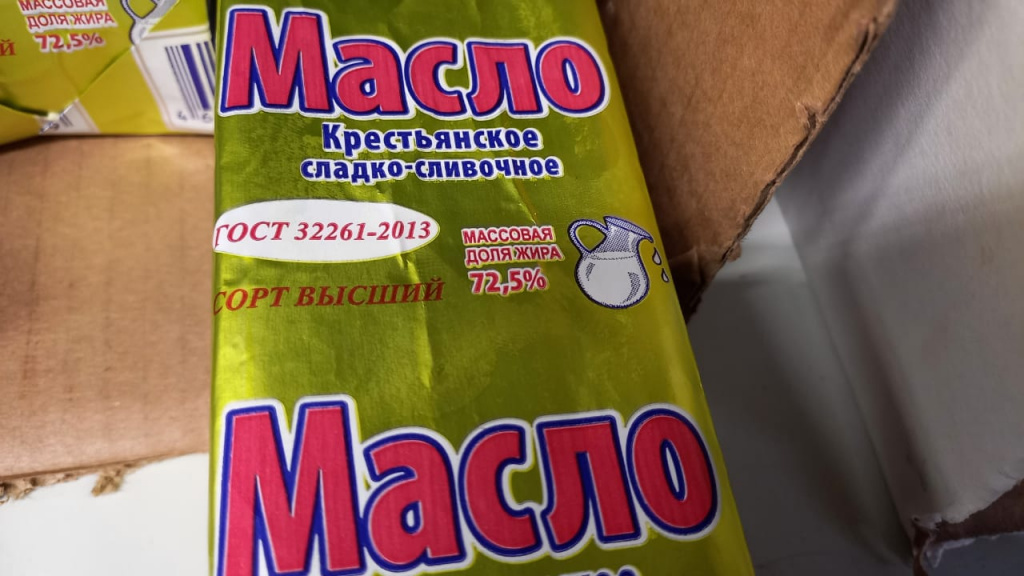 МАССОВАЯ
ДОЛЯ ЖИРА
72,5%
Масло
Крестьянское
сладко-сливочное
ГОСТ 32261-2013
СОРТ ВЫСШИЙ
МАССОВАЯ
ДОЛЯ ЖИРА
72,5%
Масло